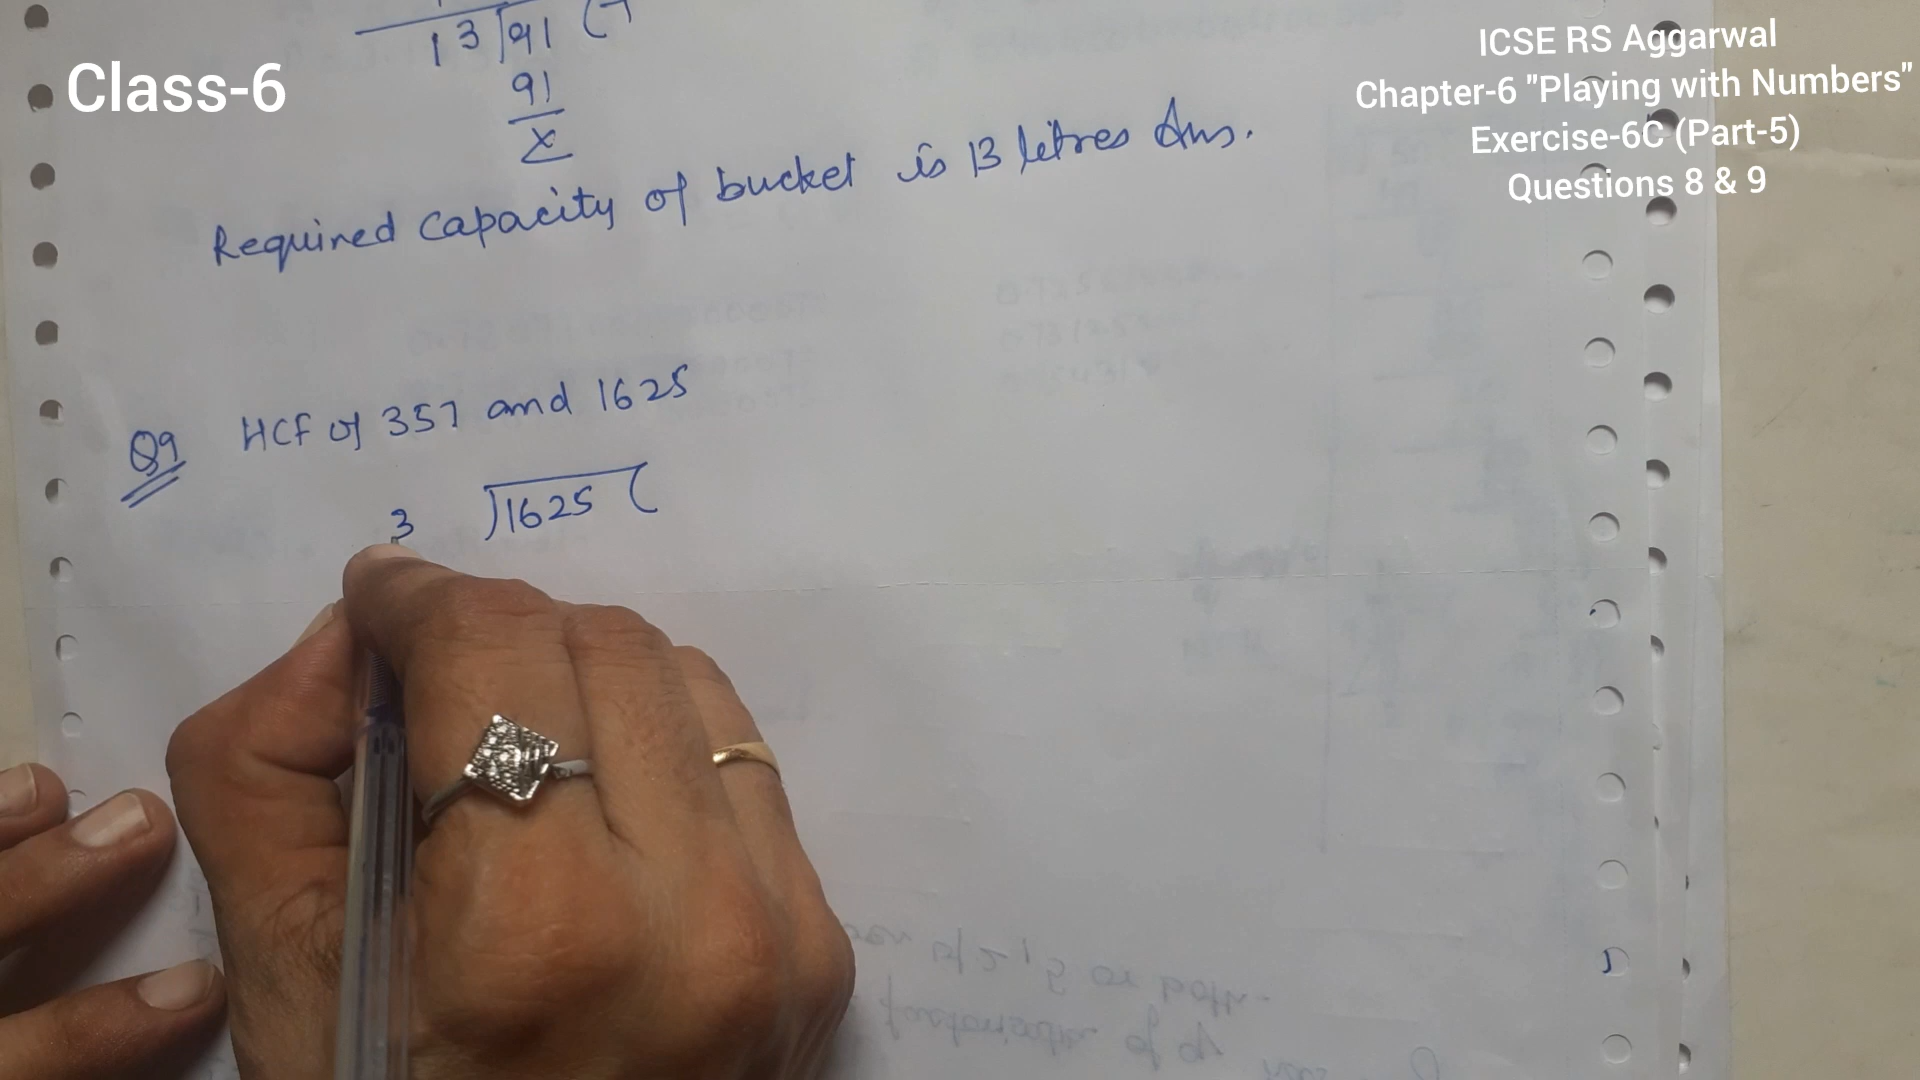 Class-6
ICSE RS Aggarwal
Chapter-6 "Playing with Numbers"
Exercise-6C (Part-5)
Questions 8 & 9
13)91(7
91
x
Required capacity of bucket is 13 litres Ans.
Q9 HCF of 357 and 1625
3 )1625(